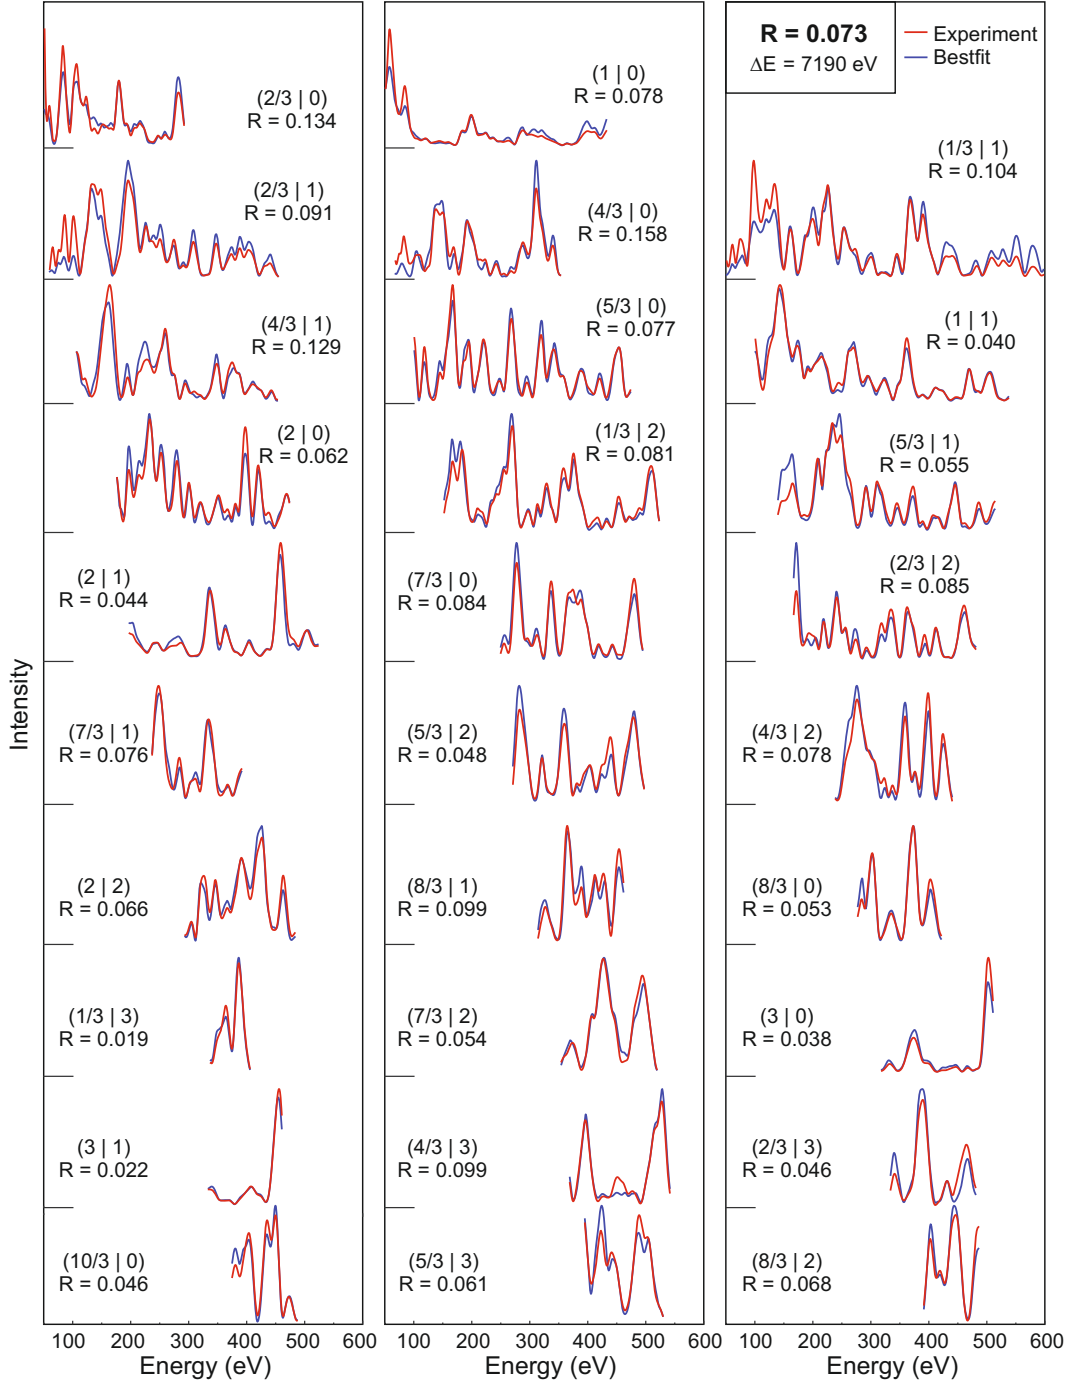 R = 0.073
ΔE = 7190 eV
Experiment
Bestfit
(2/3 | 0)
R = 0.134
(1 | 0)
R = 0.078
(1/3 | 1)
R = 0.104
(2/3 | 1)
R = 0.091
(4/3 | 0)
R = 0.158
(4/3 | 1)
R = 0.129
(5/3 | 0)
R = 0.077
(1 | 1)
R = 0.040
(2 | 0)
R = 0.062
(1/3 | 2)
R = 0.081
(5/3 | 1)
R = 0.055
(2 | 1)
R = 0.044
(7/3 | 0)
R = 0.084
(2/3 | 2)
R = 0.085
(7/3 | 1)
R = 0.076
(5/3 | 2)
R = 0.048
(4/3 | 2)
R = 0.078
(2 | 2)
R = 0.066
(8/3 | 1)
R = 0.099
(8/3 | 0)
R = 0.053
(1/3 | 3)
R = 0.019
(7/3 | 2)
R = 0.054
(3 | 0)
R = 0.038
(3 | 1)
R = 0.022
(4/3 | 3)
R = 0.099
(2/3 | 3)
R = 0.046
(10/3 | 0)
R = 0.046
(5/3 | 3)
R = 0.061
(8/3 | 2)
R = 0.068
Intensity
100 200 300 400 500 600
100 200 300 400 500 600
100 200 300 400 500 600
Energy (eV)
Energy (eV)
Energy (eV)